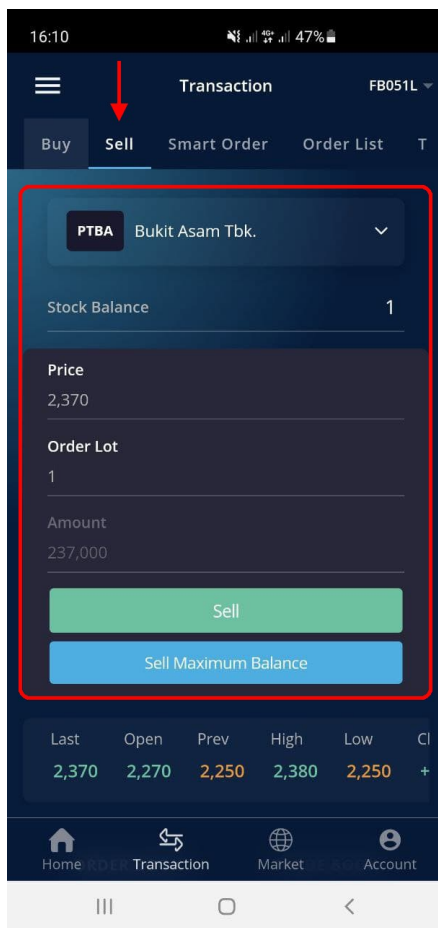 16:10 4G+ 47%
Transaction FB051L
Buy Sell Smart Order Order List T
PTBA Bukit Asam Tbk.
Stock Balance 1
Price
2,370
Order Lot
1
Amount
237,000
Sell
Sell Maximum Balance
Last Open Prev High Low
2,370 2,270 2,250 2,380 2,250 +
Home Transaction Market Account